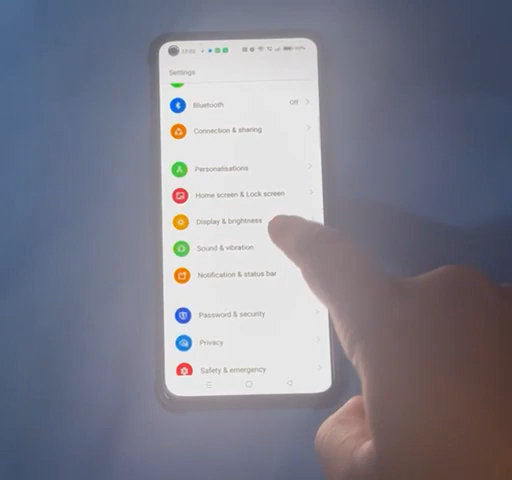 Settings
Bluetooth Off
Connection & sharing
Personalisations
Home screen & Lock screen
Display & brightness
Sound & vibration
Notification & status bar
Password & security
Privacy
Safety & emergency